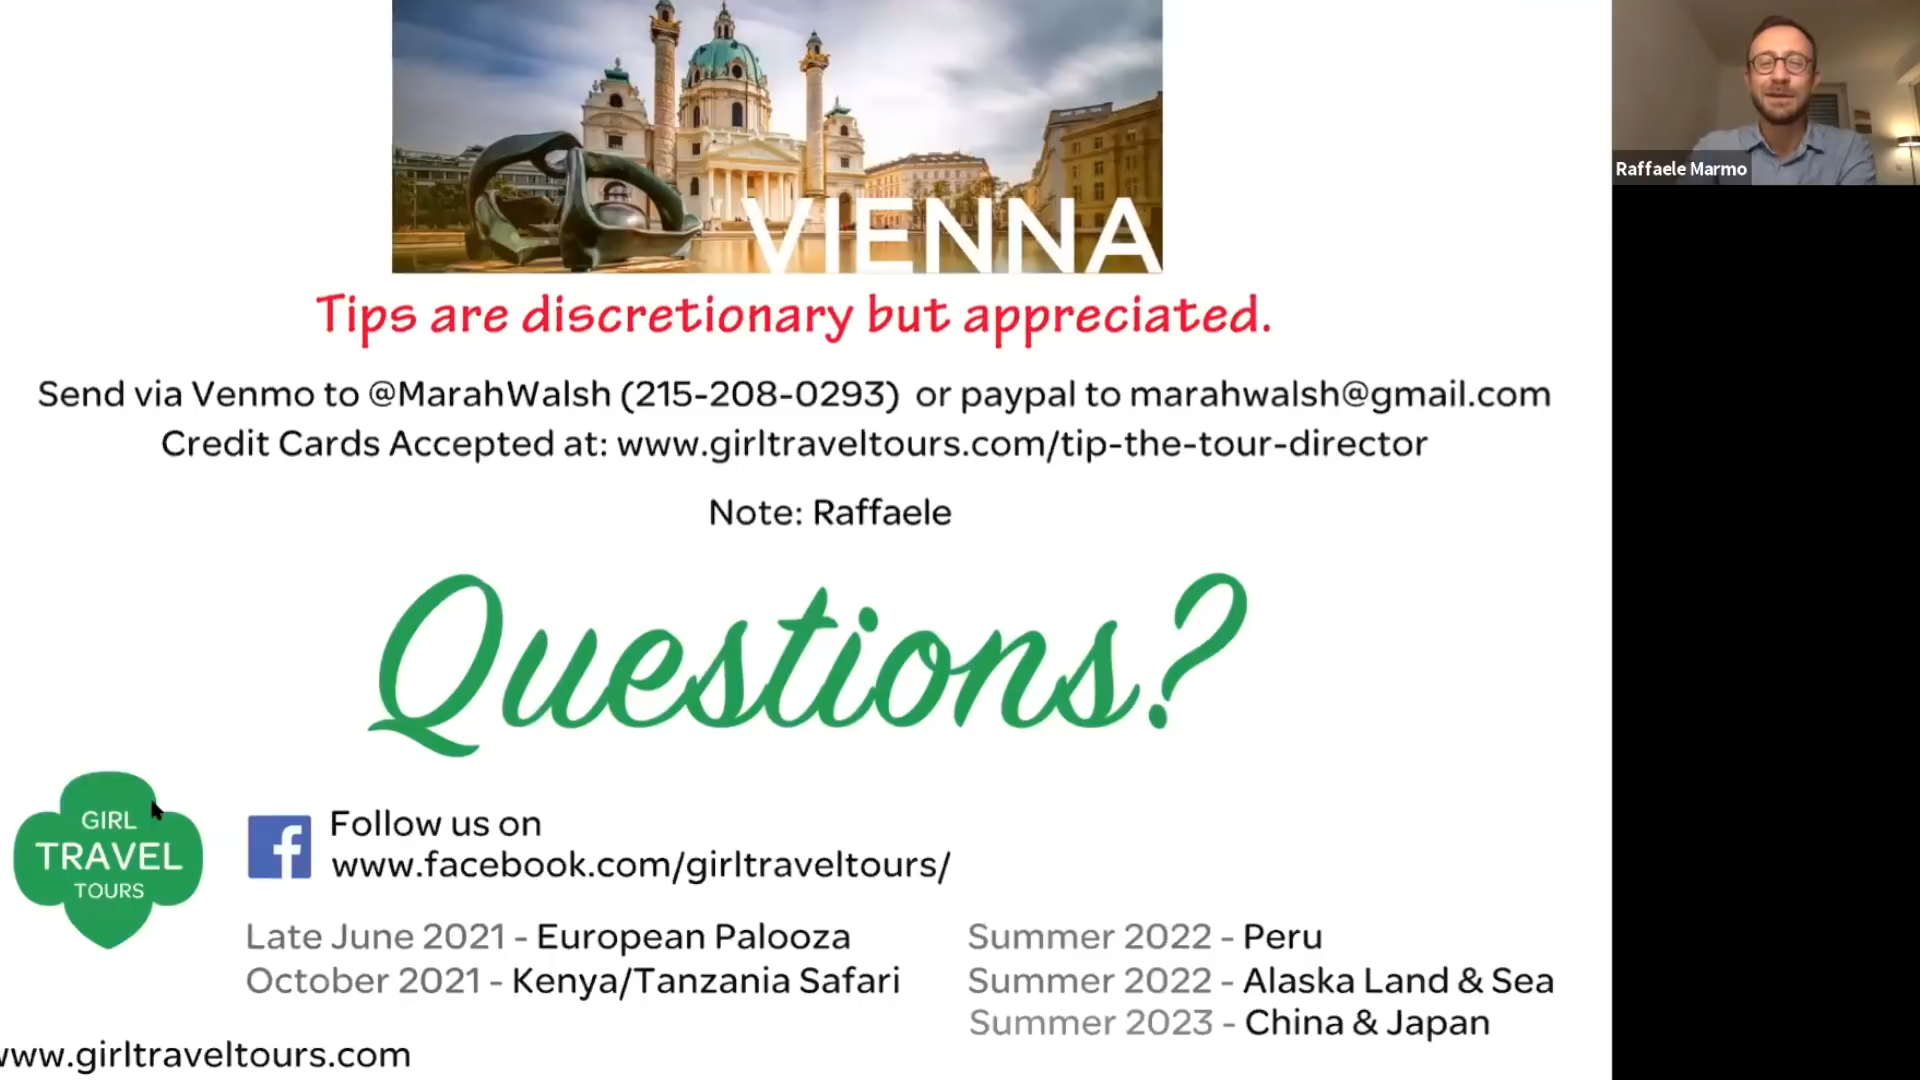 VIENNA
Raffaele Marmo
Tips are discretionary but appreciated.
Send via Venmo to @MarahWalsh (215-208-0293) or paypal to marahwalsh@gmail.com
Credit Cards Accepted at: www.girltraveltours.com/tip-the-tour-director
Note: Raffaele
Questions?
GIRL
TRAVEL
TOURS
Follow us on
www.facebook.com/girltraveltours/
Late June 2021 - European Palooza
October 2021 - Kenya/Tanzania Safari
Summer 2022 - Peru
Summer 2022 - Alaska Land & Sea
Summer 2023 - China & Japan
www.girltraveltours.com